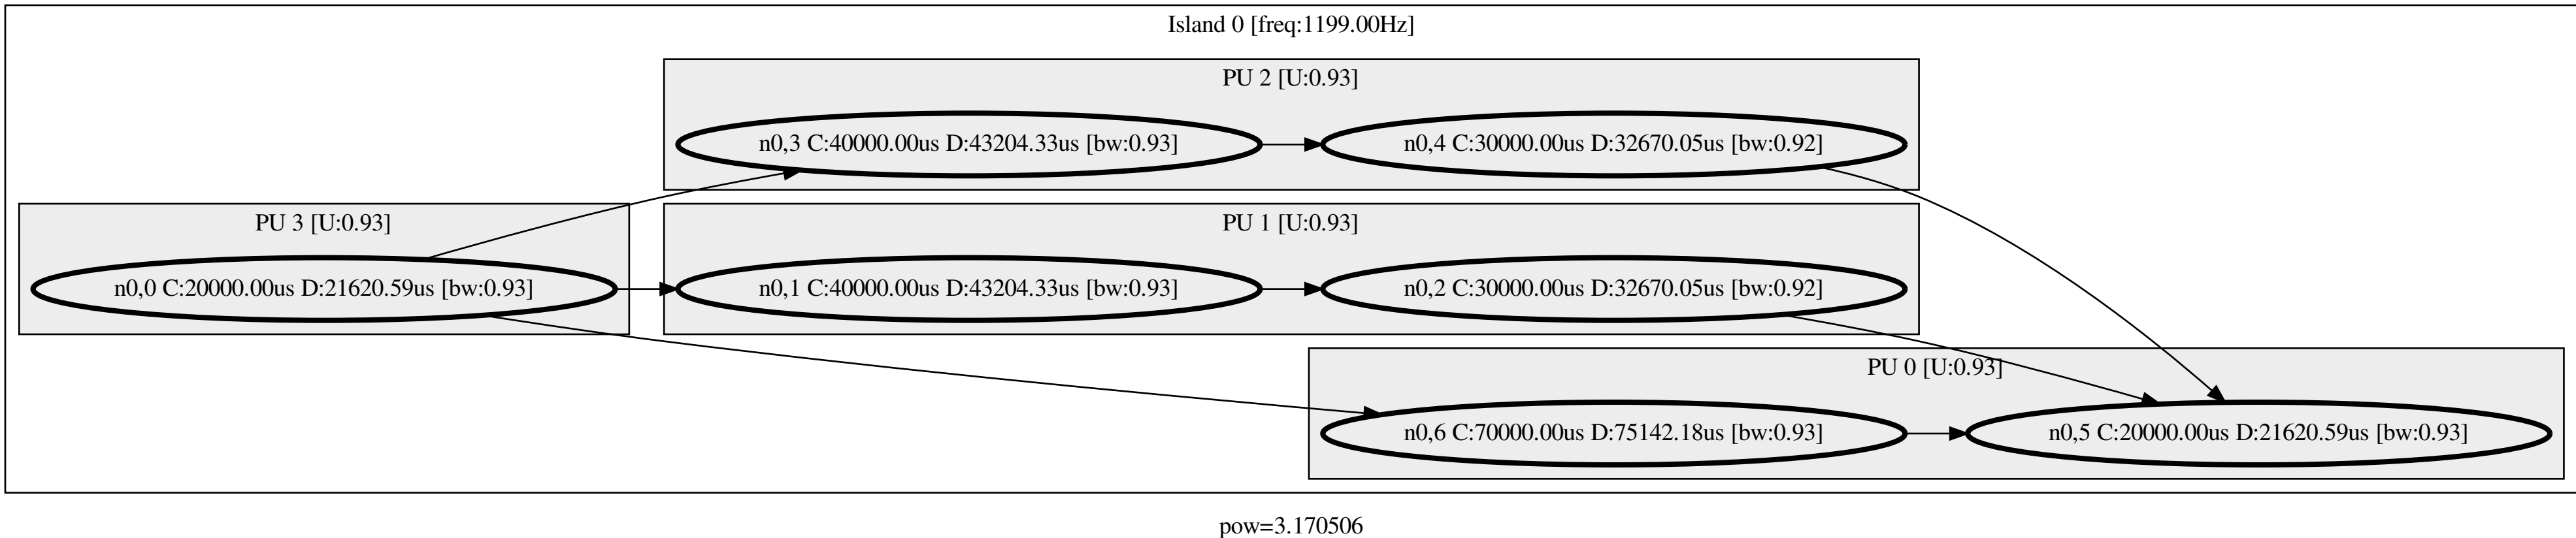 Island 0 [freq:1199.00Hz]
PU 2 [U:0.93]
n0,3 C:40000.00us D:43204.33us [bw:0.93]
n0,4 C:30000.00us D:32670.05us [bw:0.92]
PU 3 [U:0.93]
PU 1 [U:0.93]
n0,0 C:20000.00us D:21620.59us [bw:0.93]
n0,1 C:40000.00us D:43204.33us [bw:0.93]
n0,2 C:30000.00us D:32670.05us [bw:0.92]
PU 0 [U:0.93]
n0,6 C:70000.00us D:75142.18us [bw:0.93]
n0,5 C:20000.00us D:21620.59us [bw:0.93]
pow=3.170506